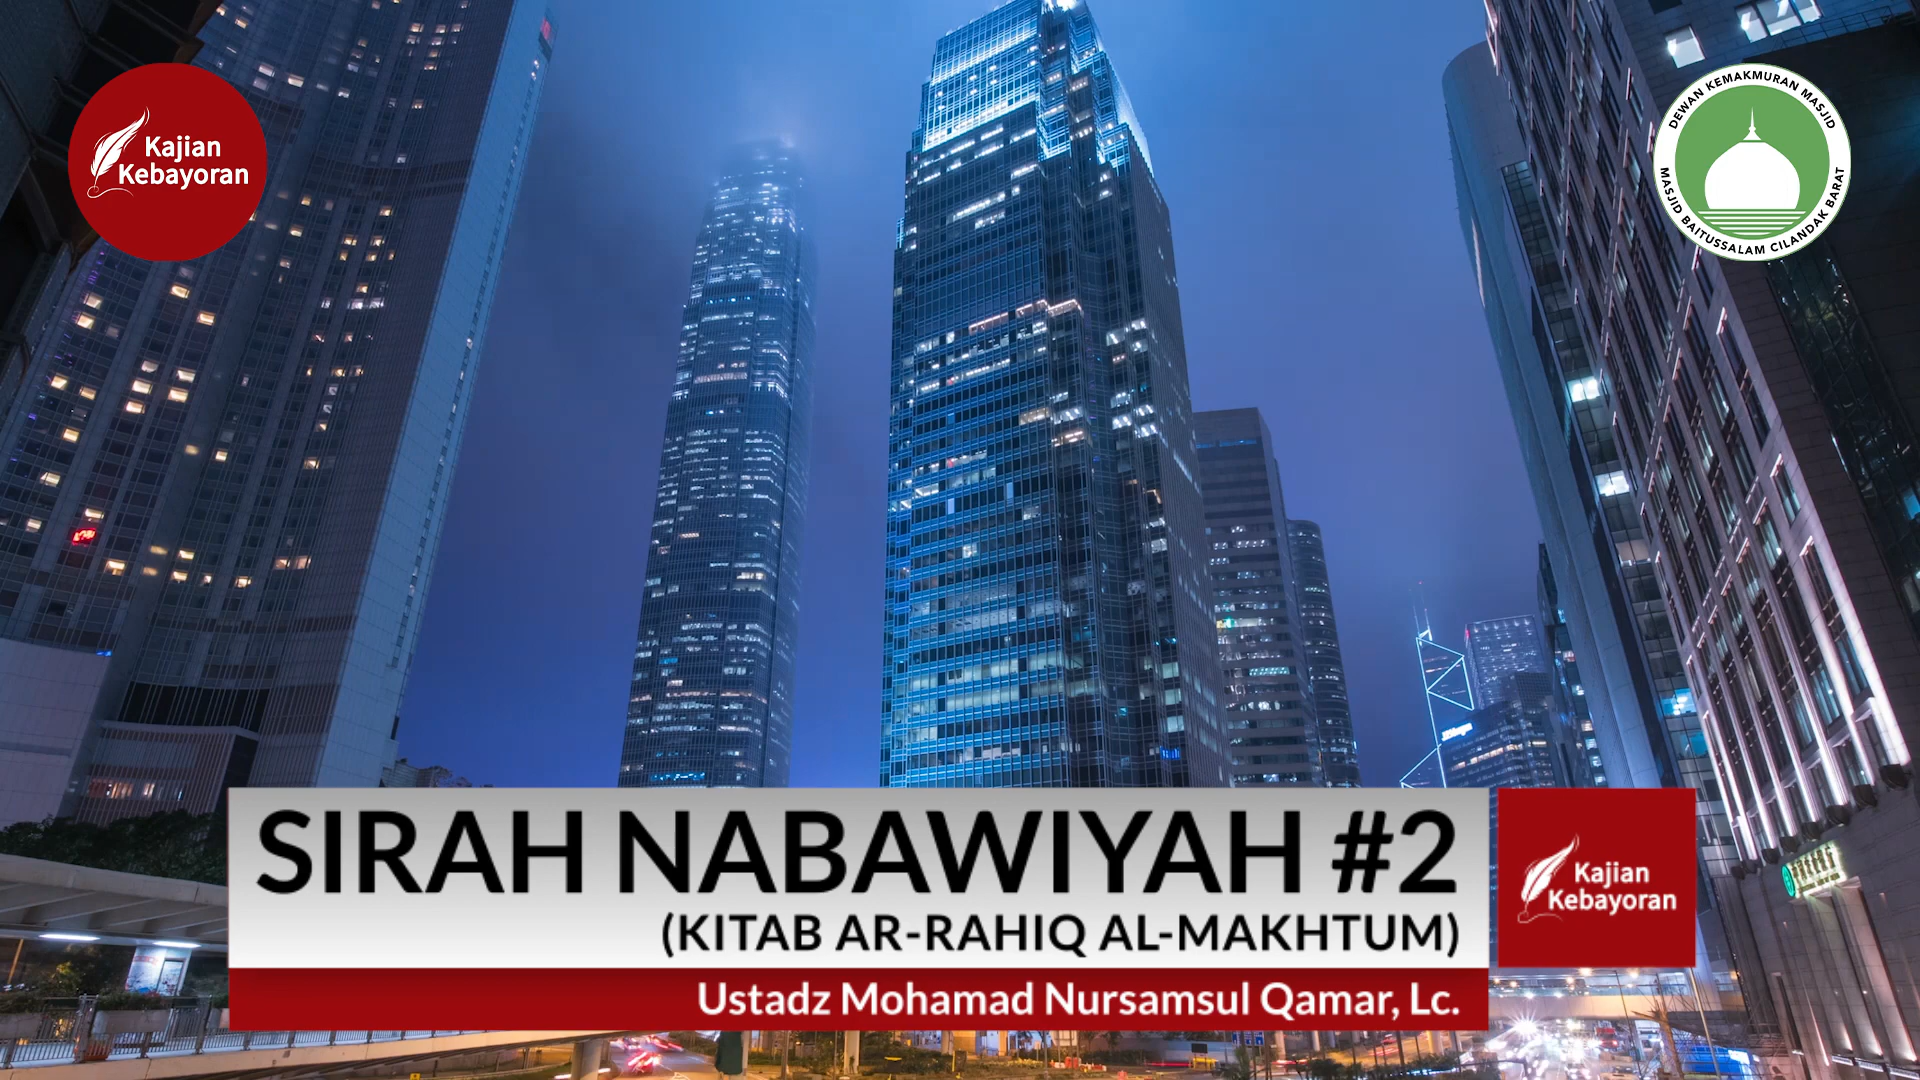 Kajian
Kebayoran
DEWAN KEMAKMURAN MASJID
MASJID BAITUSSALAM CILANDAK BARAT
SIRAH NABAWIYAH #2
(KITAB AR-RAHIQ AL-MAKHTUM)
Kajian
Kebayoran
Ustadz Mohamad Nursamsul Qamar, Lc.